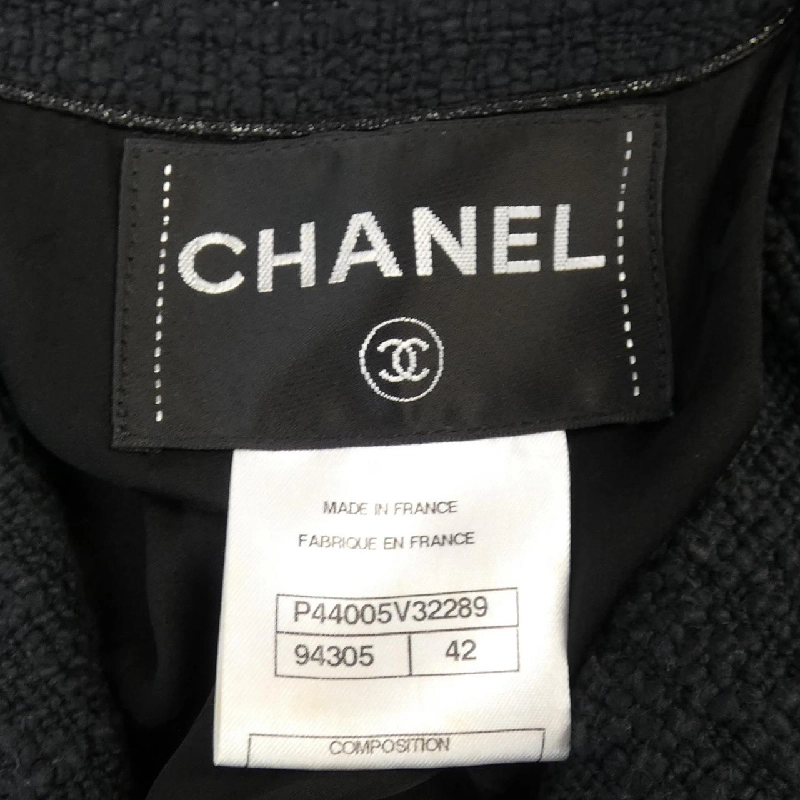 CHANEL
MADE IN FRANCE
FABRIQUE EN FRANCE
P44005V32289
94305 42
COMPOSITION